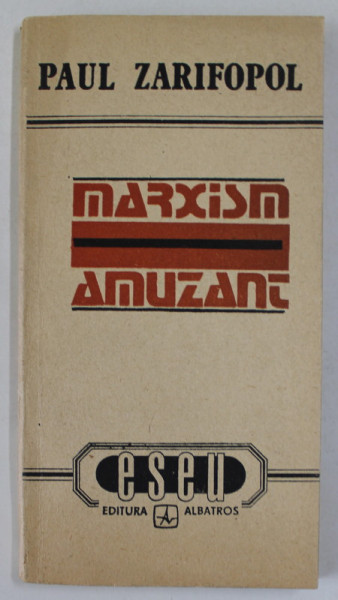 PAUL ZARIFOPOL
marxism
amuzant
eseu
EDITURA ALBATROS